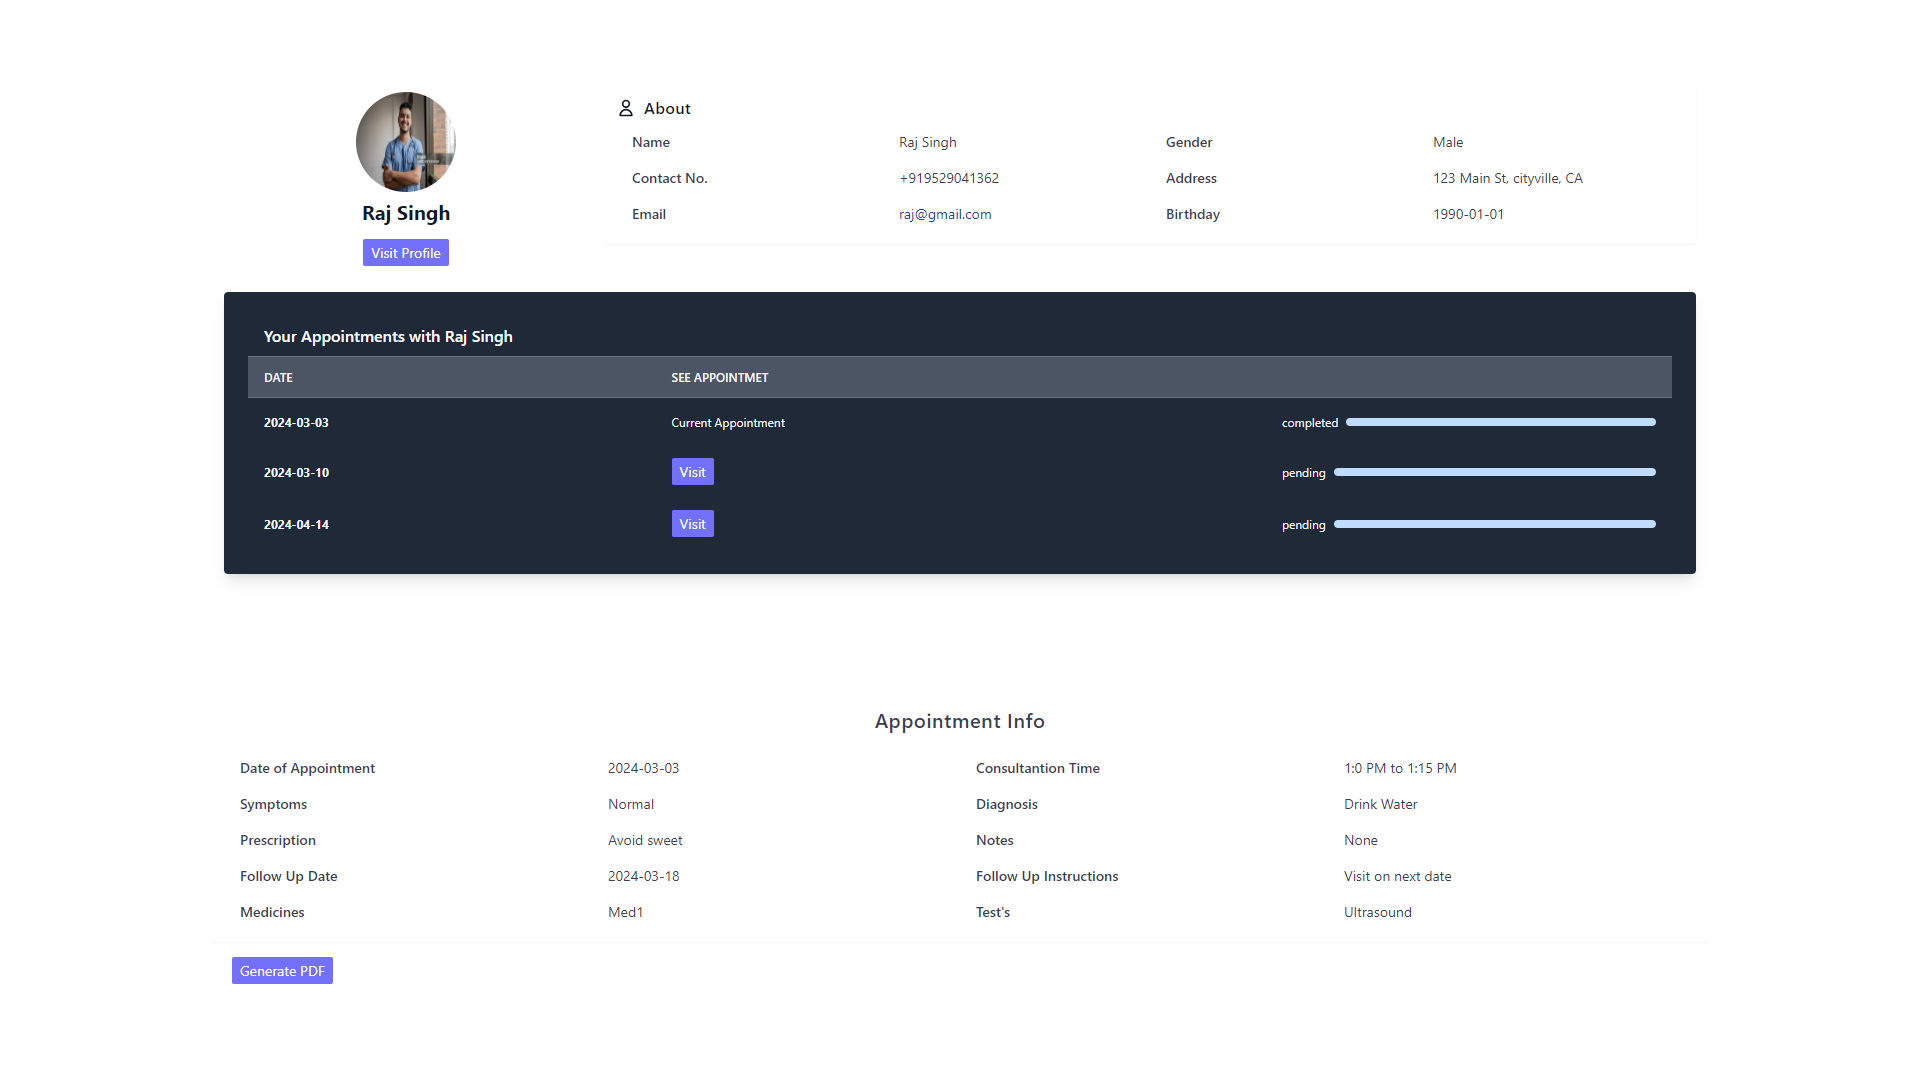 About
Name Raj Singh Gender Male
Contact No. +919529041362 Address 123 Main St, cityville, CA
Email raj@gmail.com Birthday 1990-01-01
Raj Singh
Visit Profile
Your Appointments with Raj Singh
DATE SEE APPOINTMET
2024-03-03 Current Appointment completed
2024-03-10 Visit pending
2024-04-14 Visit pending
Appointment Info
Date of Appointment 2024-03-03 Consultantion Time 1:0 PM to 1:15 PM
Symptoms Normal Diagnosis Drink Water
Prescription Avoid sweet Notes None
Follow Up Date 2024-03-18 Follow Up Instructions Visit on next date
Medicines Med1 Test's Ultrasound
Generate PDF